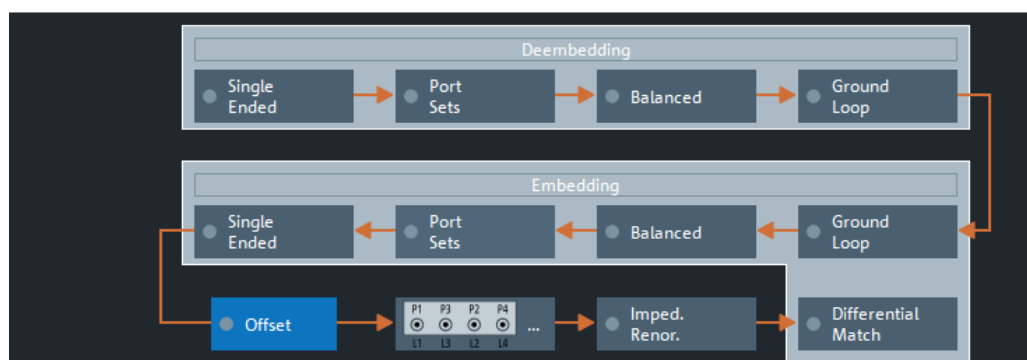 Deembedding
Single
Ended
Port
Sets
Balanced
Ground
Loop
Embedding
Single
Ended
Port
Sets
Balanced
Ground
Loop
Offset
P1 P3 P2 P4
...
L1 L3 L2 L4
Imped.
Renor.
Differential
Match